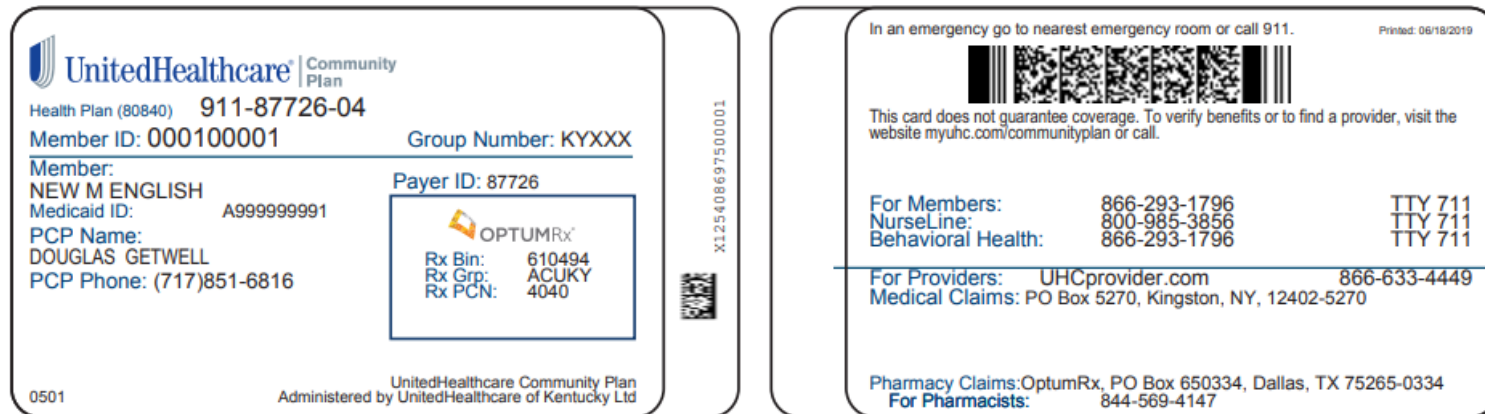 UnitedHealthcare® Community
Plan
Health Plan (80840) 911-87726-04
Member ID: 000100001 Group Number: KYXXX
Member:
NEW M ENGLISH
Medicaid ID: A999999991
PCP Name:
DOUGLAS GETWELL
PCP Phone: (717)851-6816
Payer ID: 87726
OPTUMRx®
Rx Bin: 610494
Rx Grp: ACUKY
Rx PCN: 4040
0501
UnitedHealthcare Community Plan
Administered by UnitedHealthcare of Kentucky Ltd
X125408697500001
In an emergency go to nearest emergency room or call 911. Printed: 06/18/2019
This card does not guarantee coverage. To verify benefits or to find a provider, visit the
website myuhc.com/communityplan or call.
For Members: 866-293-1796 TTY 711
NurseLine: 800-985-3856 TTY 711
Behavioral Health: 866-293-1796 TTY 711
For Providers: UHCprovider.com 866-633-4449
Medical Claims: PO Box 5270, Kingston, NY, 12402-5270
Pharmacy Claims:OptumRx, PO Box 650334, Dallas, TX 75265-0334
For Pharmacists: 844-569-4147